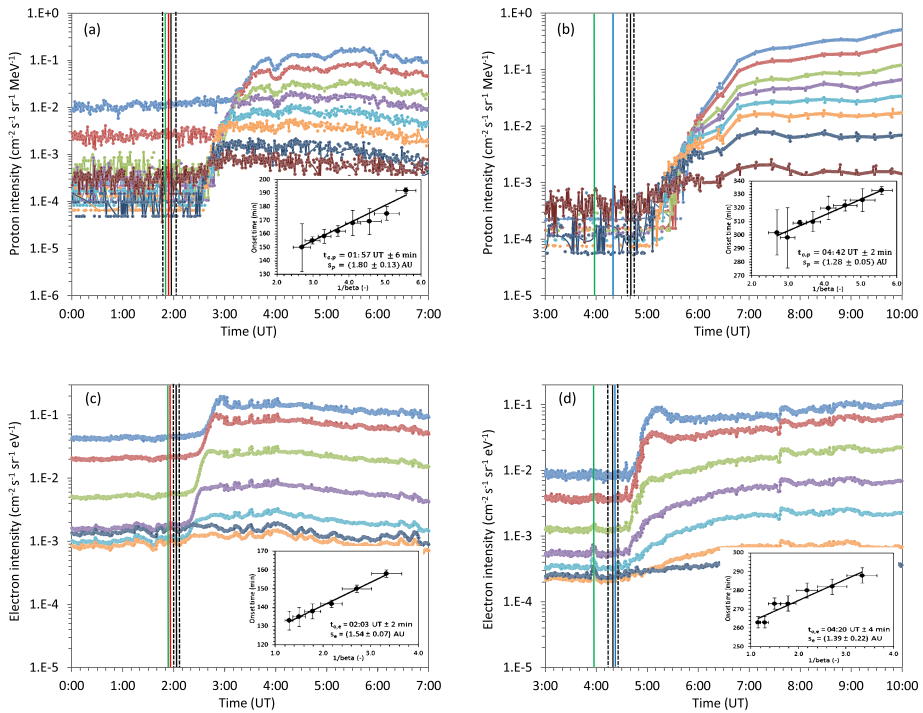 (a)
Proton intensity (cm⁻² s⁻¹ sr⁻¹ MeV⁻¹)
1.E+0
1.E-1
1.E-2
1.E-3
1.E-4
1.E-5
1.E-6
0:00 1:00 2:00 3:00 4:00 5:00 6:00 7:00
Time (UT)
Onset time (min)
200
190
180
170
160
150
140
130
t₀,ₚ = 01:57 UT ± 6 min
sₚ = (1.80 ± 0.13) AU
2.0 3.0 4.0 5.0 6.0
1/beta (-)
(b)
Proton intensity (cm⁻² s⁻¹ sr⁻¹ MeV⁻¹)
1.E+0
1.E-1
1.E-2
1.E-3
1.E-4
1.E-5
3:00 4:00 5:00 6:00 7:00 8:00 9:00 10:00
Time (UT)
Onset time (min)
340
330
320
310
300
290
280
270
t₀,ₚ = 04:42 UT ± 2 min
sₚ = (1.28 ± 0.05) AU
2.0 3.0 4.0 5.0 6.0
1/beta (-)
(c)
Electron intensity (cm⁻² s⁻¹ sr⁻¹ eV⁻¹)
1.E-1
1.E-2
1.E-3
1.E-4
1.E-5
0:00 1:00 2:00 3:00 4:00 5:00 6:00 7:00
Time (UT)
Onset time (min)
170
160
150
140
130
120
t₀,ₑ = 02:03 UT ± 2 min
sₑ = (1.54 ± 0.07) AU
1.0 2.0 3.0 4.0
1/beta (-)
(d)
Electron intensity (cm⁻² s⁻¹ sr⁻¹ eV⁻¹)
1.E-1
1.E-2
1.E-3
1.E-4
1.E-5
3:00 4:00 5:00 6:00 7:00 8:00 9:00 10:00
Time (UT)
Onset time (min)
300
290
280
270
260
250
t₀,ₑ = 04:20 UT ± 4 min
sₑ = (1.39 ± 0.22) AU
1.0 2.0 3.0 4.0
1/beta (-)